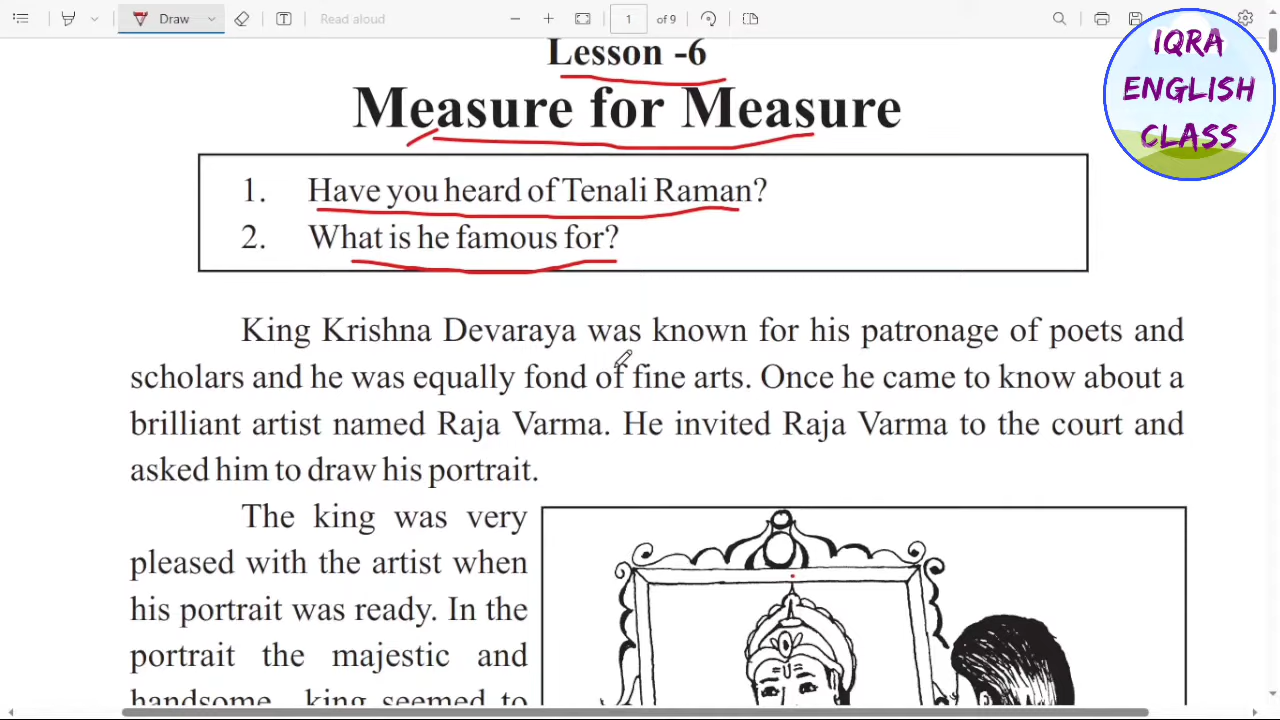 Draw
Read aloud
1 of 9
IQRA
ENGLISH
CLASS
Lesson -6
Measure for Measure
1. Have you heard of Tenali Raman?
2. What is he famous for?
King Krishna Devaraya was known for his patronage of poets and
scholars and he was equally fond of fine arts. Once he came to know about a
brilliant artist named Raja Varma. He invited Raja Varma to the court and
asked him to draw his portrait.
The king was very
pleased with the artist when
his portrait was ready. In the
portrait the majestic and
handsome king seemed to